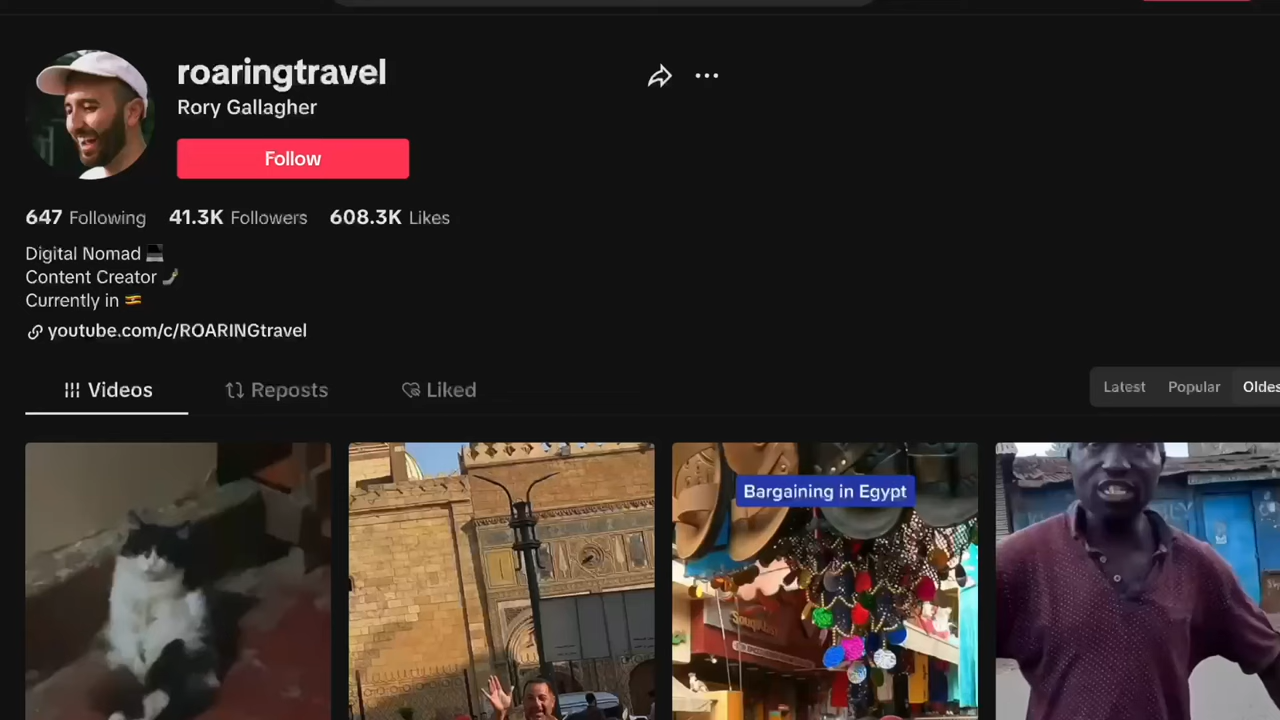 roaringtravel
Rory Gallagher
Follow
647 Following 41.3K Followers 608.3K Likes
Digital Nomad
Content Creator
Currently in
youtube.com/c/ROARINGtravel
Videos Reposts Liked
Latest Popular Oldes
Bargaining in Egypt